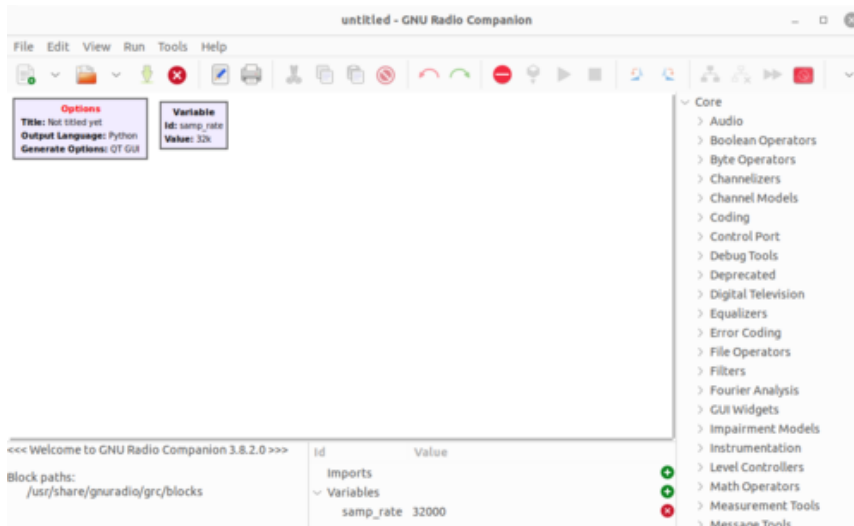 untitled - GNU Radio Companion
File Edit View Run Tools Help
Options
Title: Not titled yet
Output Language: Python
Generate Options: QT GUI
Variable
Id: samp_rate
Value: 32k
Core
Audio
Boolean Operators
Byte Operators
Channelizers
Channel Models
Coding
Control Port
Debug Tools
Deprecated
Digital Television
Equalizers
Error Coding
File Operators
Filters
Fourier Analysis
GUI Widgets
Impairment Models
Instrumentation
Level Controllers
Math Operators
Measurement Tools
Message Tools
<<< Welcome to GNU Radio Companion 3.8.2.0 >>>
Block paths:
/usr/share/gnuradio/grc/blocks
Id Value
Imports
Variables
samp_rate 32000